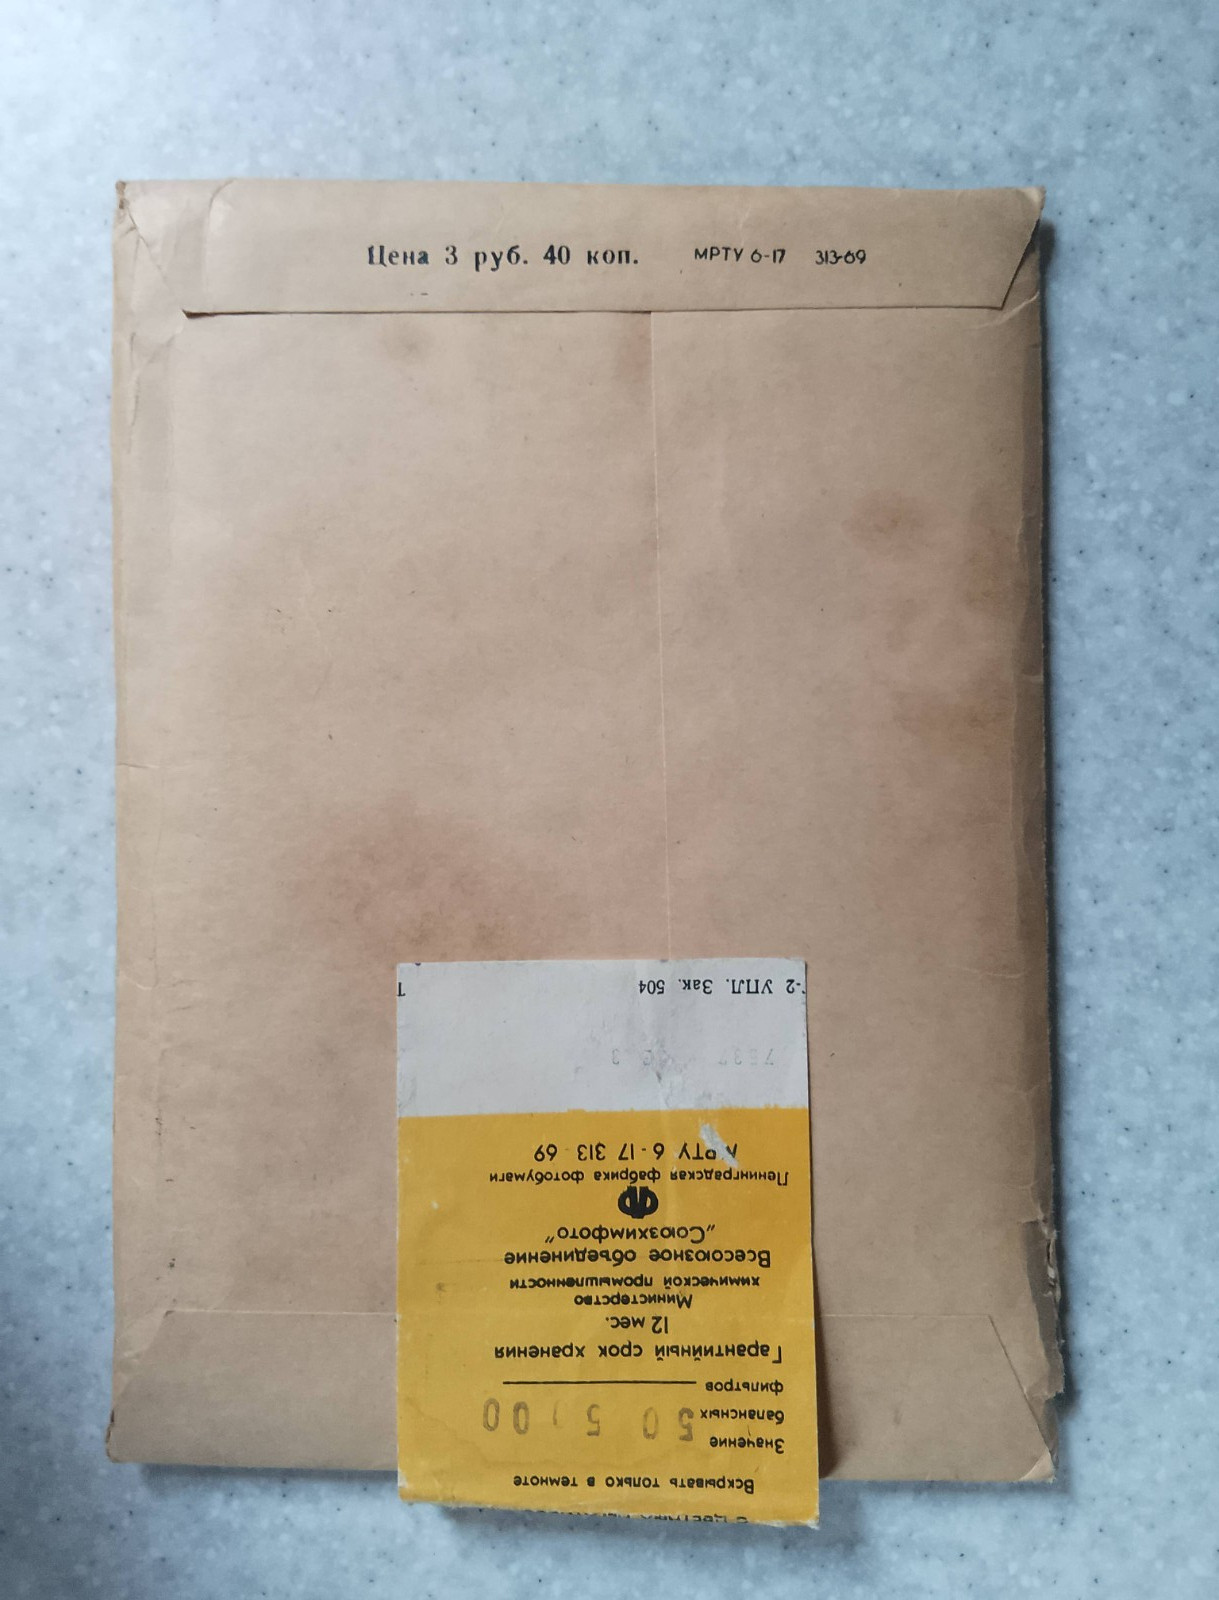 Цена 3 руб. 40 коп. МРТУ 6-17 313-69
Вскрывать только в темноте
Значение
балансных 50 5 00
фильтров
Гарантийный срок хранения
12 мес.
Министерство
химической промышленности
Всесоюзное объединение
„Союзхимфото”
Ленинградская фабрика фотобумаги
МРТУ 6-17 313 69
-2 УПЛ. Зак. 504 Т